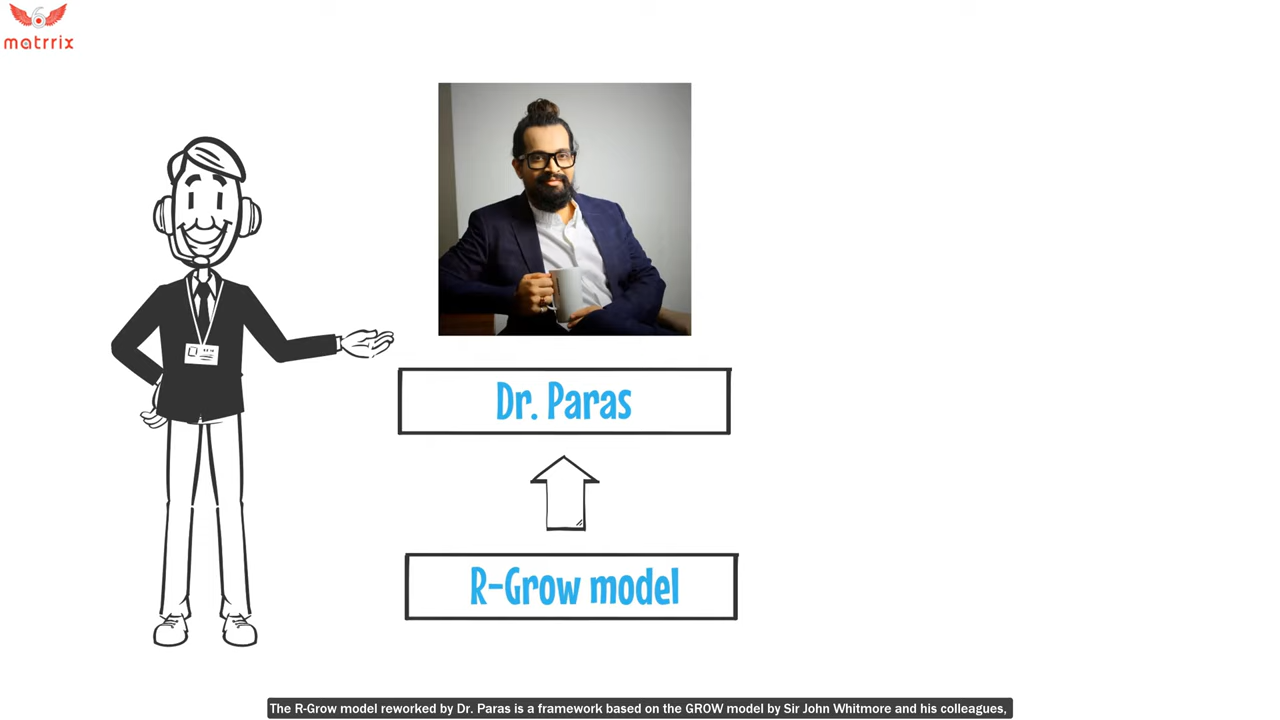 6
matrrix
Dr. Paras
R-Grow model
The R-Grow model reworked by Dr. Paras is a framework based on the GROW model by Sir John Whitmore and his colleagues,